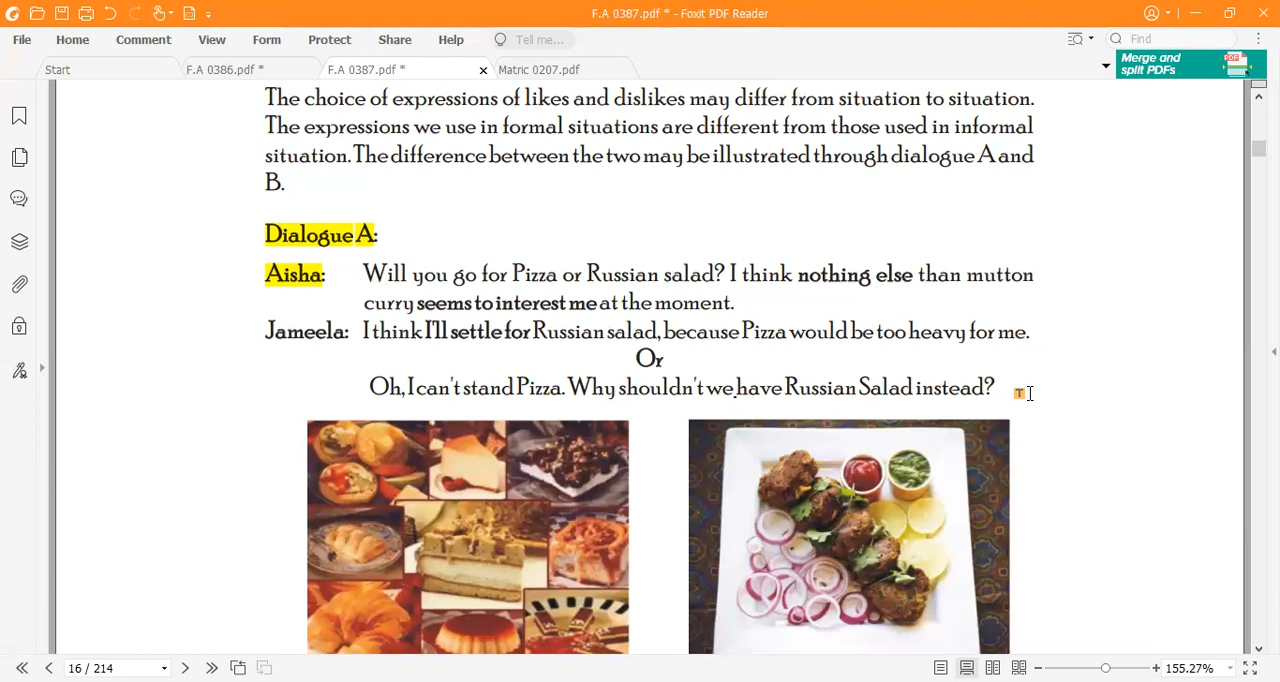 F.A 0387.pdf * - Foxit PDF Reader
File Home Comment View Form Protect Share Help Tell me... Find
Start F.A 0386.pdf * F.A 0387.pdf * Matric 0207.pdf
Merge and
split PDFs
The choice of expressions of likes and dislikes may differ from situation to situation.
The expressions we use in formal situations are different from those used in informal
situation. The difference between the two may be illustrated through dialogue A and
B.
Dialogue A:
Aisha: Will you go for Pizza or Russian salad? I think nothing else than mutton
curry seems to interest me at the moment.
Jameela: I think I'll settle for Russian salad, because Pizza would be too heavy for me.
Or
Oh, I can't stand Pizza. Why shouldn't we have Russian Salad instead?
16 / 214
155.27%